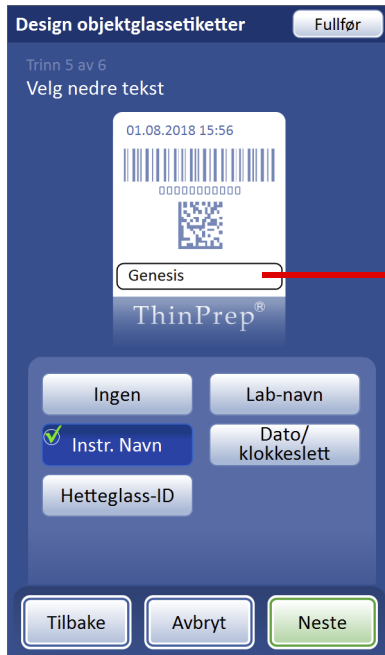 Design objektglassetiketter
Fullfør
Trinn 5 av 6
Velg nedre tekst
01.08.2018 15:56
00000000000
Genesis
ThinPrep®
Ingen
Lab-navn
Instr. Navn
Dato/
klokkeslett
Hetteglass-ID
Tilbake
Avbryt
Neste